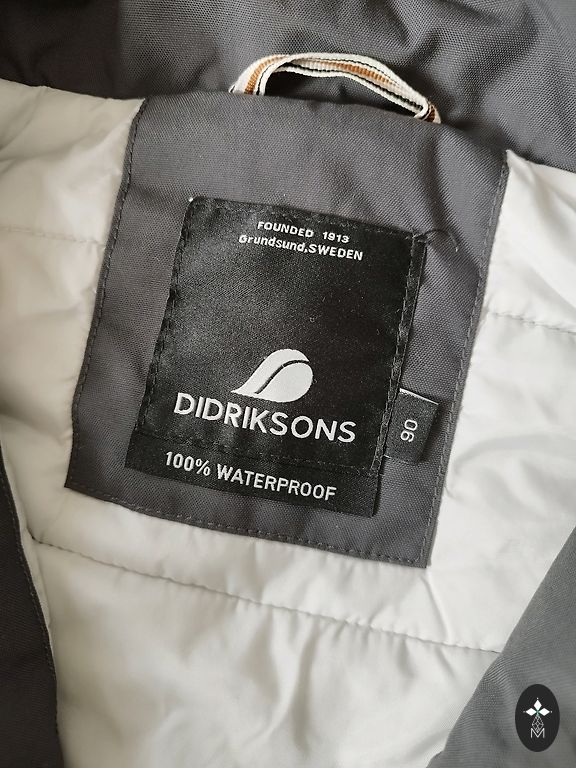 FOUNDED 1913
Grundsund,SWEDEN
DIDRIKSONS
90
100% WATERPROOF
M